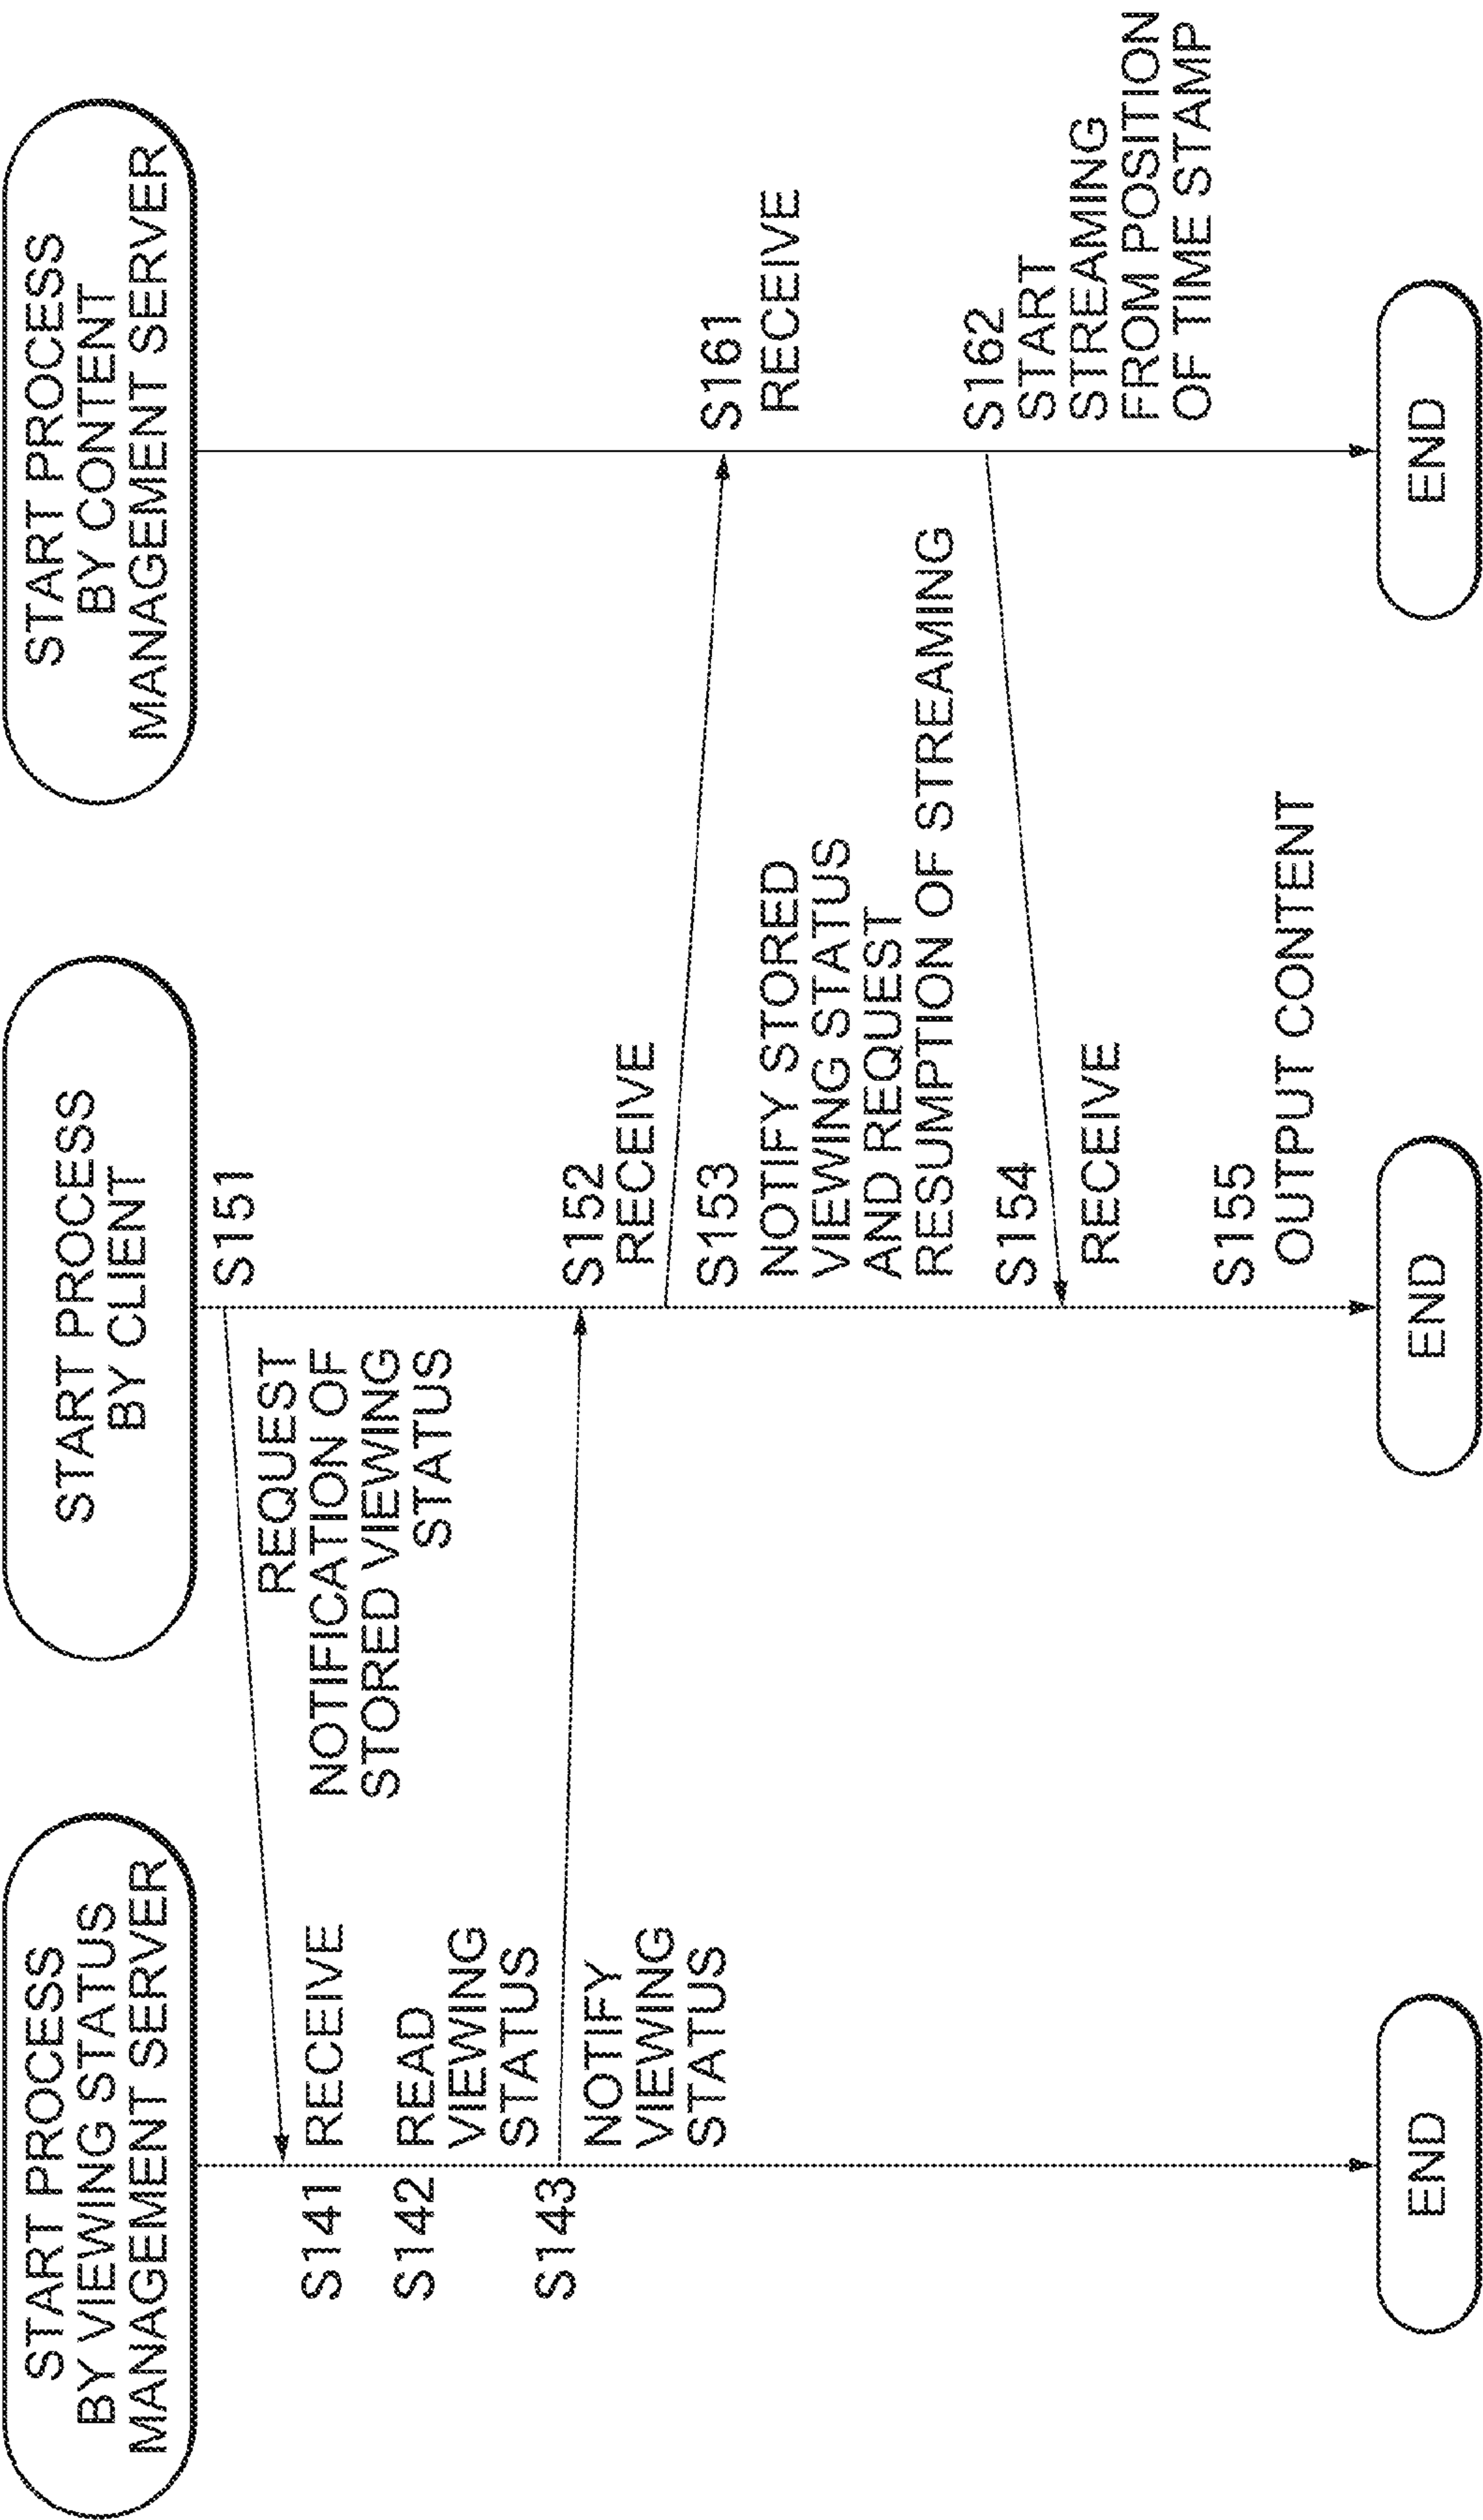 START PROCESS
BY VIEWING STATUS
MANAGEMENT SERVER
START PROCESS
BY CLIENT
START PROCESS
BY CONTENT
MANAGEMENT SERVER
S151
REQUEST
NOTIFICATION OF
STORED VIEWING
STATUS
S141
RECEIVE
S142
READ
VIEWING
STATUS
S143
NOTIFY
VIEWING
STATUS
S152
RECEIVE
S153
NOTIFY STORED
VIEWING STATUS
AND REQUEST
RESUMPTION OF STREAMING
S161
RECEIVE
S162
START
STREAMING
FROM POSITION
OF TIME STAMP
S154
RECEIVE
S155
OUTPUT CONTENT
END
END
END